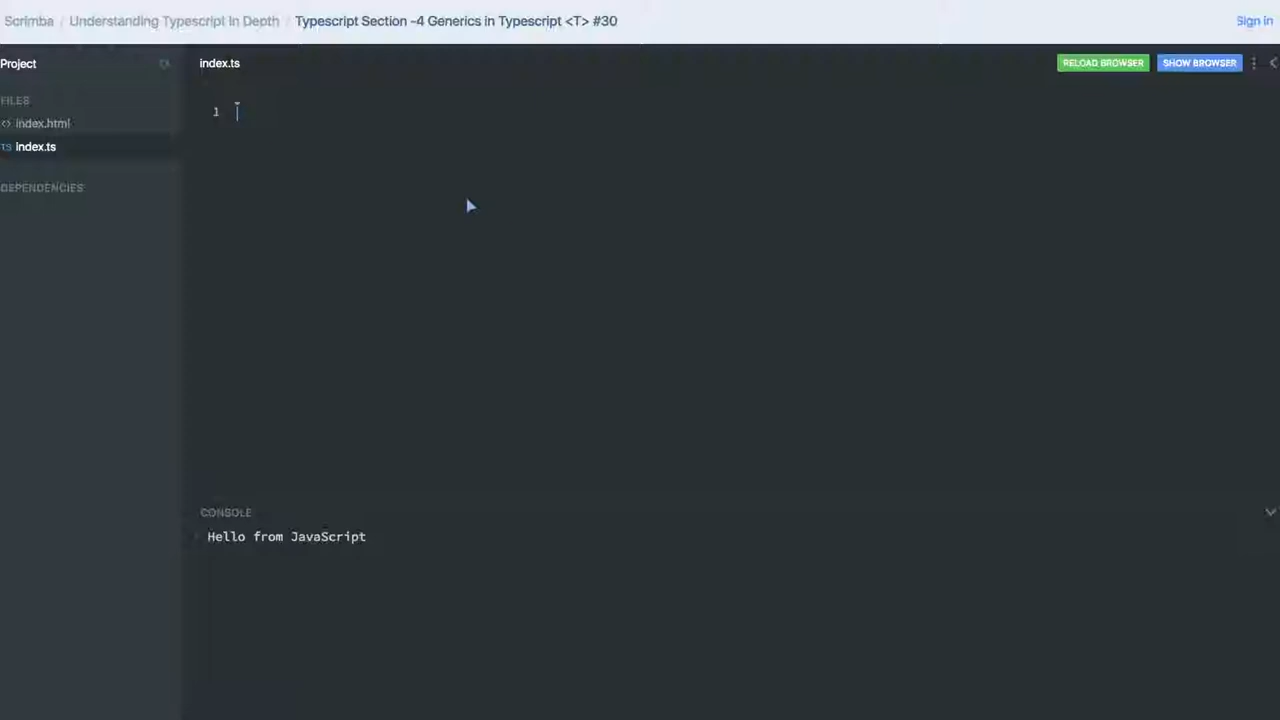 Scrimba / Understanding Typescript In Depth / Typescript Section -4 Generics in Typescript <T> #30
Sign in
Project
index.ts
RELOAD BROWSER
SHOW BROWSER
FILES
<> index.html
TS index.ts
DEPENDENCIES
1
CONSOLE
Hello from JavaScript